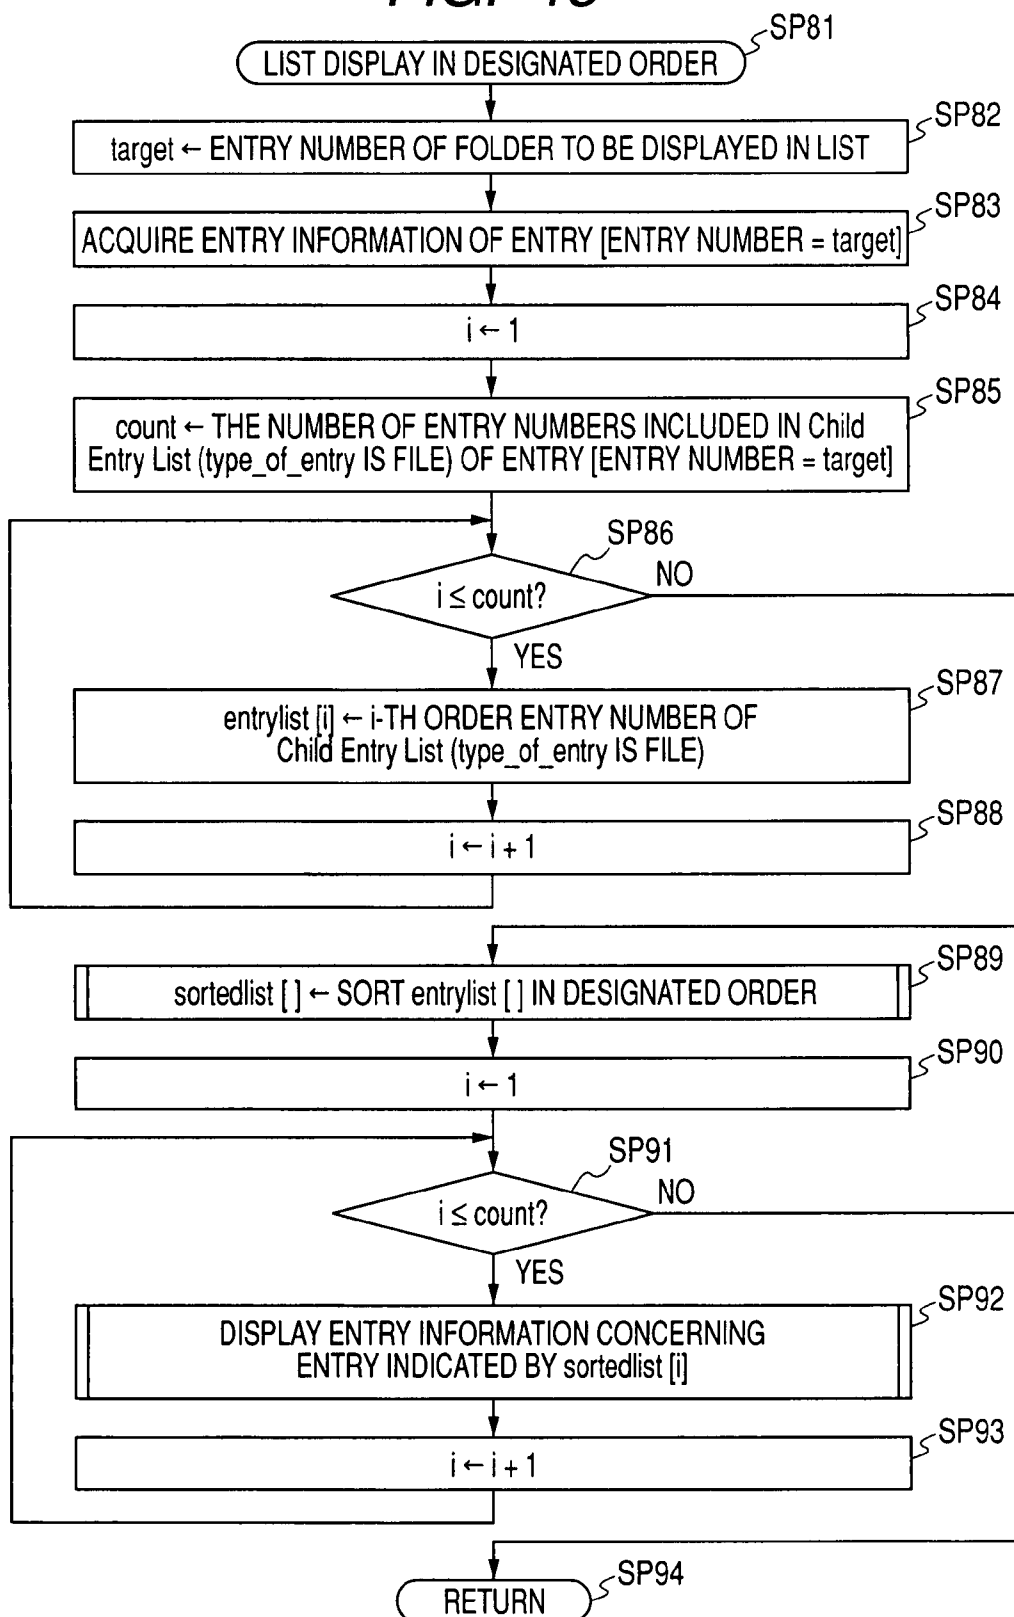 SP81
LIST DISPLAY IN DESIGNATED ORDER
SP82
target ← ENTRY NUMBER OF FOLDER TO BE DISPLAYED IN LIST
SP83
ACQUIRE ENTRY INFORMATION OF ENTRY [ENTRY NUMBER = target]
SP84
i ← 1
SP85
count ← THE NUMBER OF ENTRY NUMBERS INCLUDED IN Child
Entry List (type_of_entry IS FILE) OF ENTRY [ENTRY NUMBER = target]
SP86
i ≤ count?
NO
YES
SP87
entrylist [i] ← i-TH ORDER ENTRY NUMBER OF
Child Entry List (type_of_entry IS FILE)
SP88
i ← i + 1
SP89
sortedlist [ ] ← SORT entrylist [ ] IN DESIGNATED ORDER
SP90
i ← 1
SP91
i ≤ count?
NO
YES
SP92
DISPLAY ENTRY INFORMATION CONCERNING
ENTRY INDICATED BY sortedlist [i]
SP93
i ← i + 1
SP94
RETURN